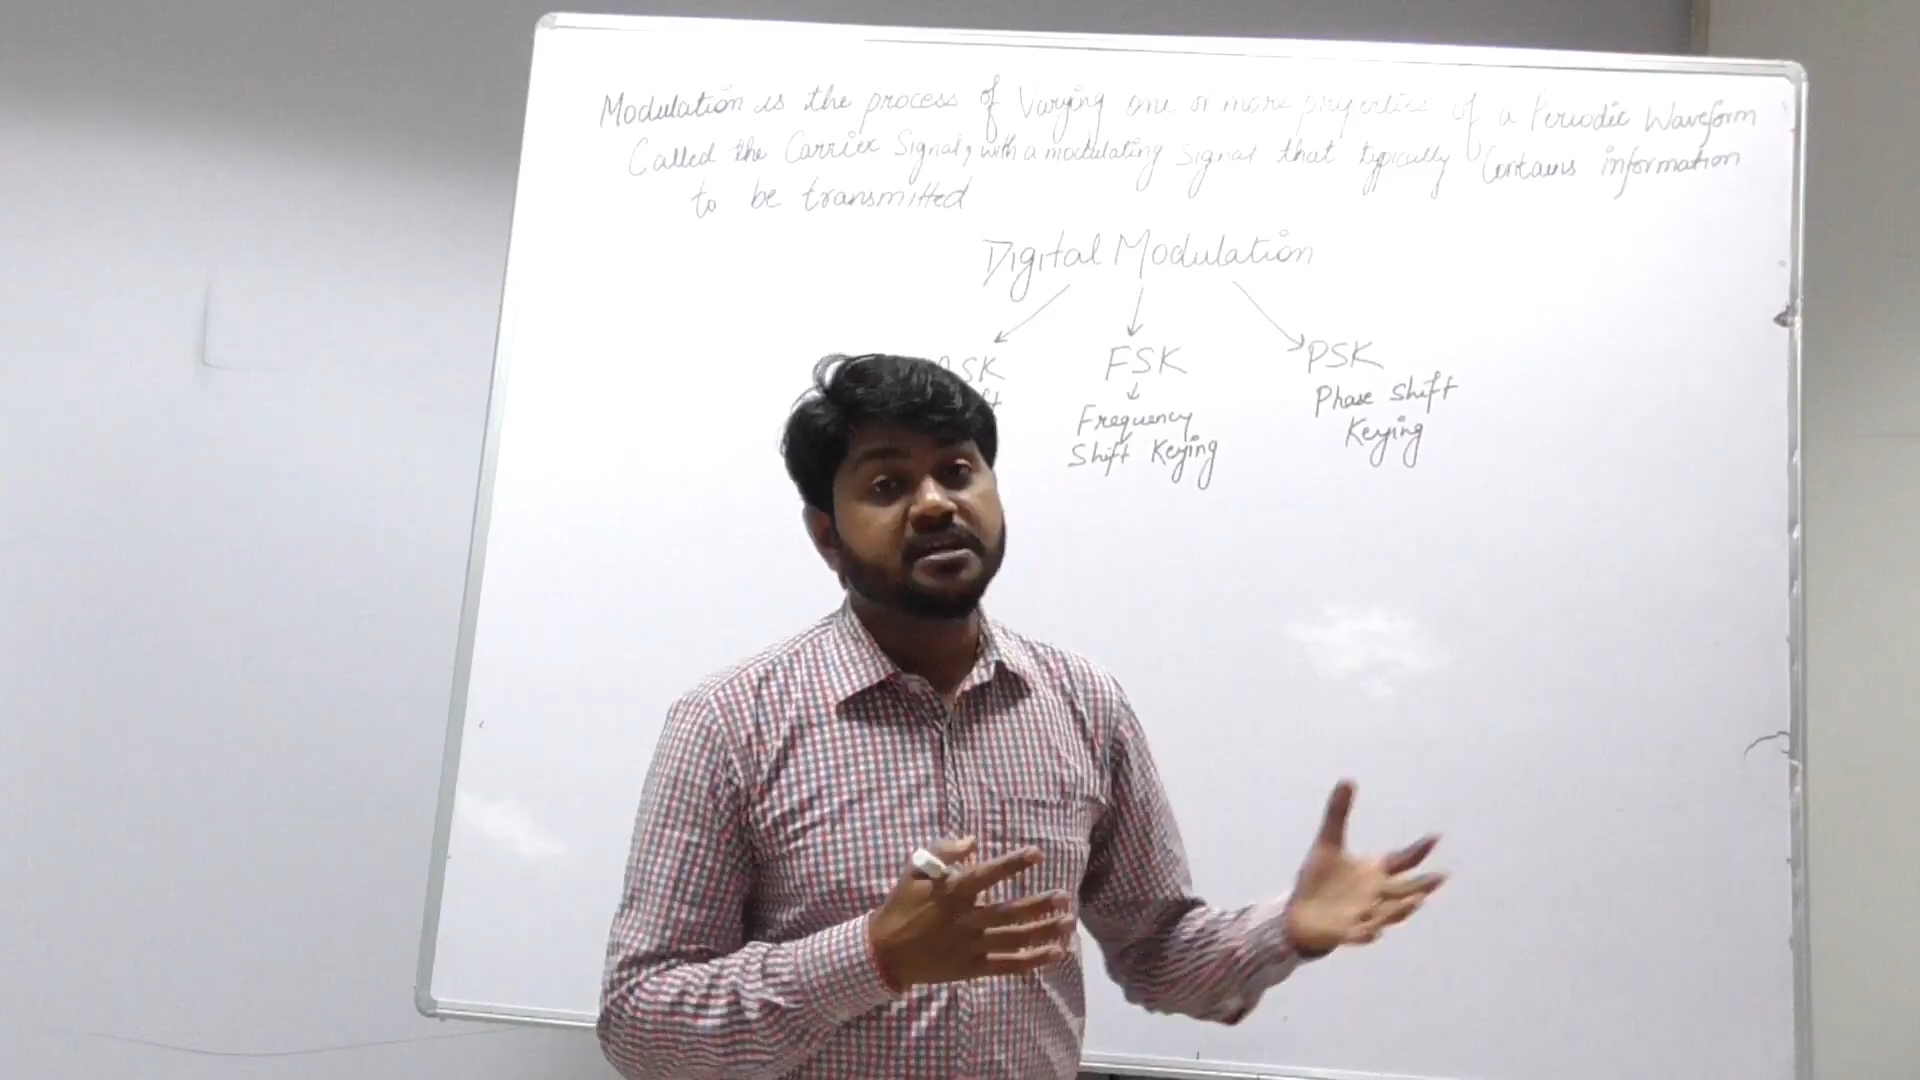 Modulation is the process of Varying one or more properties of a Periodic Waveform
Called the Carrier Signal, with a modulating signal that typically Contains information
to be transmitted
Digital Modulation
SK FSK PSK
Frequency
Shift Keying
Phase Shift
Keying